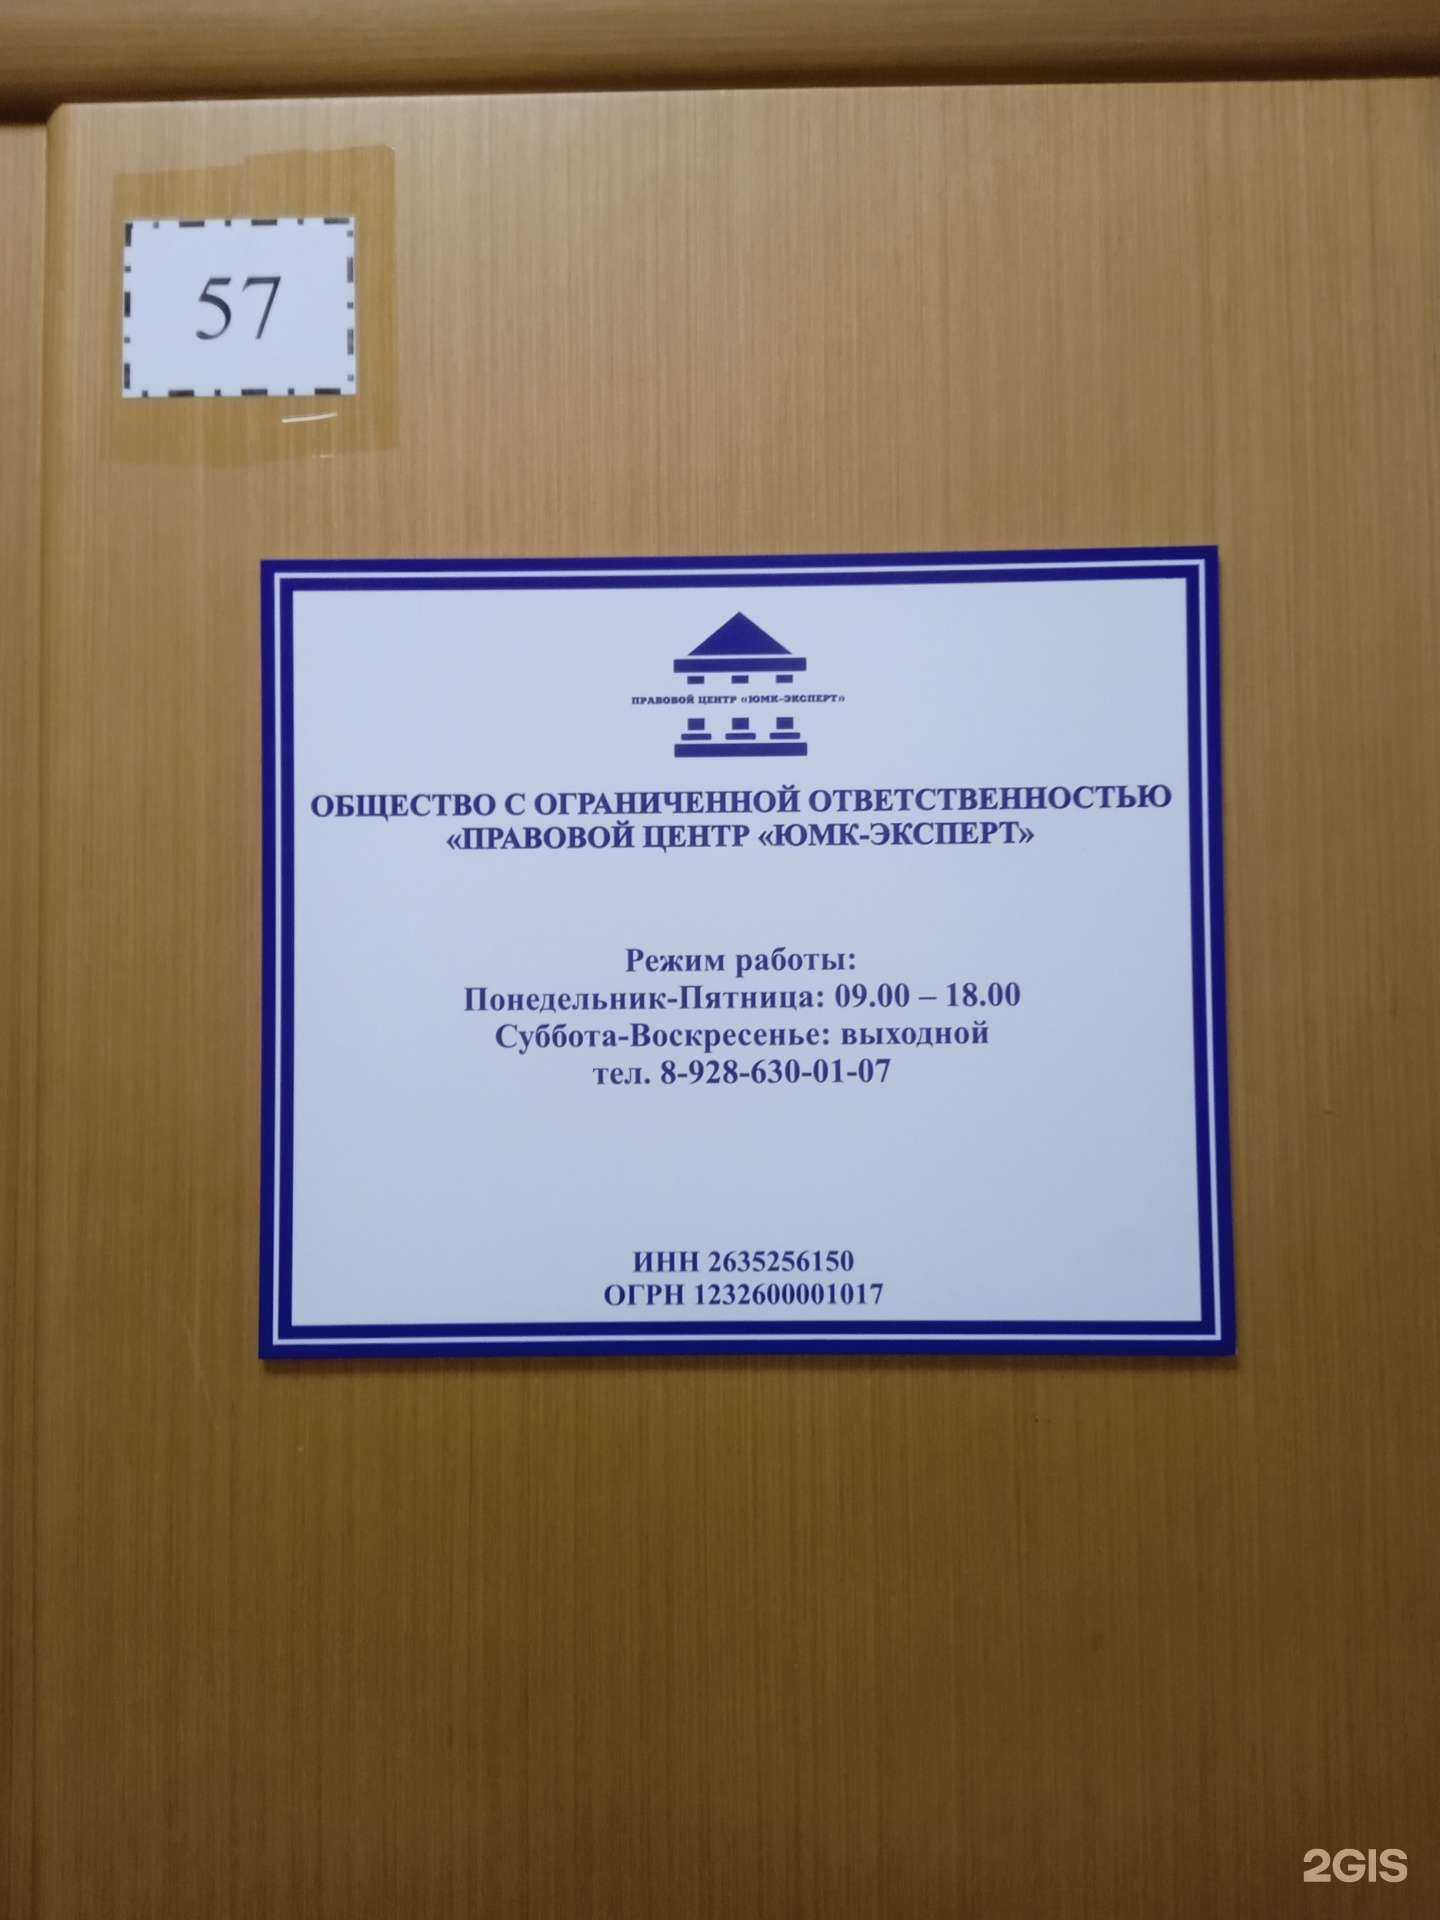 57
ПРАВОВОЙ ЦЕНТР «ЮМК-ЭКСПЕРТ»
ОБЩЕСТВО С ОГРАНИЧЕННОЙ ОТВЕТСТВЕННОСТЬЮ
«ПРАВОВОЙ ЦЕНТР «ЮМК-ЭКСПЕРТ»
Режим работы:
Понедельник-Пятница: 09.00 – 18.00
Суббота-Воскресенье: выходной
тел. 8-928-630-01-07
ИНН 2635256150
ОГРН 1232600001017
2GIS